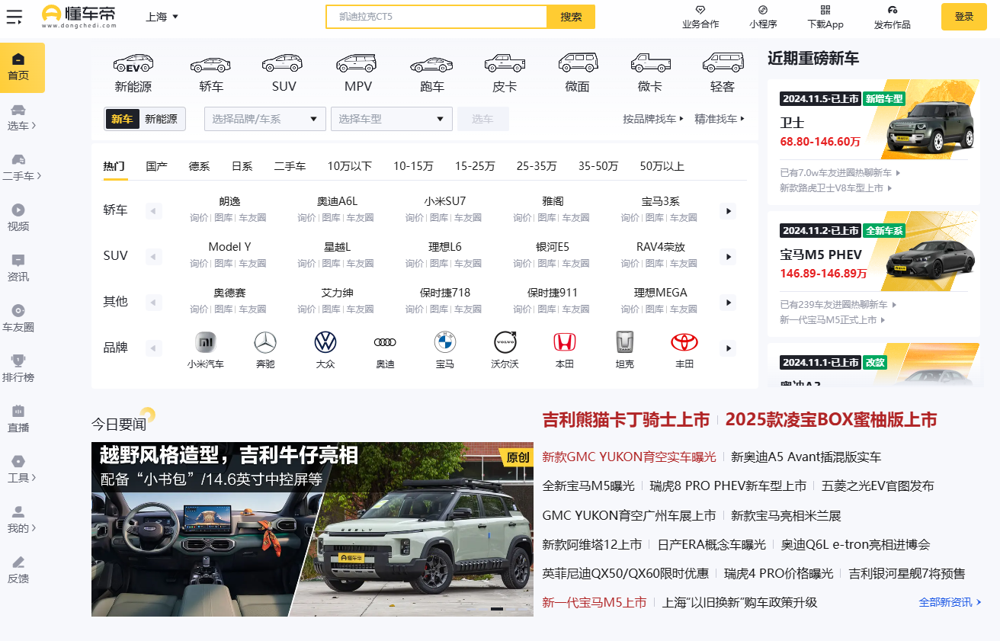 懂车帝
www.dongchedi.com
上海
凯迪拉克CT5
搜索
业务合作
小程序
下载App
发布作品
登录
首页
选车
二手车
视频
资讯
车友圈
排行榜
直播
工具
我的
反馈
EV
新能源
轿车
SUV
MPV
跑车
皮卡
微面
微卡
轻客
新车 新能源
选择品牌/车系
选择车型
选车
按品牌找车
精准找车
热门 国产 德系 日系 二手车 10万以下 10-15万 15-25万 25-35万 35-50万 50万以上
轿车
朗逸 奥迪A6L 小米SU7 雅阁 宝马3系
询价 图库 车友圈 询价 图库 车友圈 询价 图库 车友圈 询价 图库 车友圈 询价 图库 车友圈
SUV
Model Y 星越L 理想L6 银河E5 RAV4荣放
询价 图库 车友圈 询价 图库 车友圈 询价 图库 车友圈 询价 图库 车友圈 询价 图库 车友圈
其他
奥德赛 艾力绅 保时捷718 保时捷911 理想MEGA
询价 图库 车友圈 询价 图库 车友圈 询价 图库 车友圈 询价 图库 车友圈 询价 图库 车友圈
品牌
小米汽车 奔驰 大众 奥迪 宝马 沃尔沃 本田 坦克 丰田
近期重磅新车
2024.11.5·已上市 新增车型
卫士
68.80-146.60万
已有7.0w车友进圈热聊新车
新款路虎卫士V8车型上市
2024.11.2·已上市 全新车系
宝马M5 PHEV
146.89-146.89万
已有239车友进圈热聊新车
新一代宝马M5正式上市
2024.11.1·已上市 改款
奥迪A3
今日要闻
越野风格造型，吉利牛仔亮相
配备“小书包”/14.6英寸中控屏等
原创
GEELY
懂车帝
吉利熊猫卡丁骑士上市 2025款凌宝BOX蜜柚版上市
新款GMC YUKON育空实车曝光 新奥迪A5 Avant插混版实车
全新宝马M5曝光 瑞虎8 PRO PHEV新车型上市 五菱之光EV官图发布
GMC YUKON育空广州车展上市 新款宝马亮相米兰展
新款阿维塔12上市 日产ERA概念车曝光 奥迪Q6L e-tron亮相进博会
英菲尼迪QX50/QX60限时优惠 瑞虎4 PRO价格曝光 吉利银河星舰7将预售
新一代宝马M5上市 上海“以旧换新”购车政策升级
全部新资讯